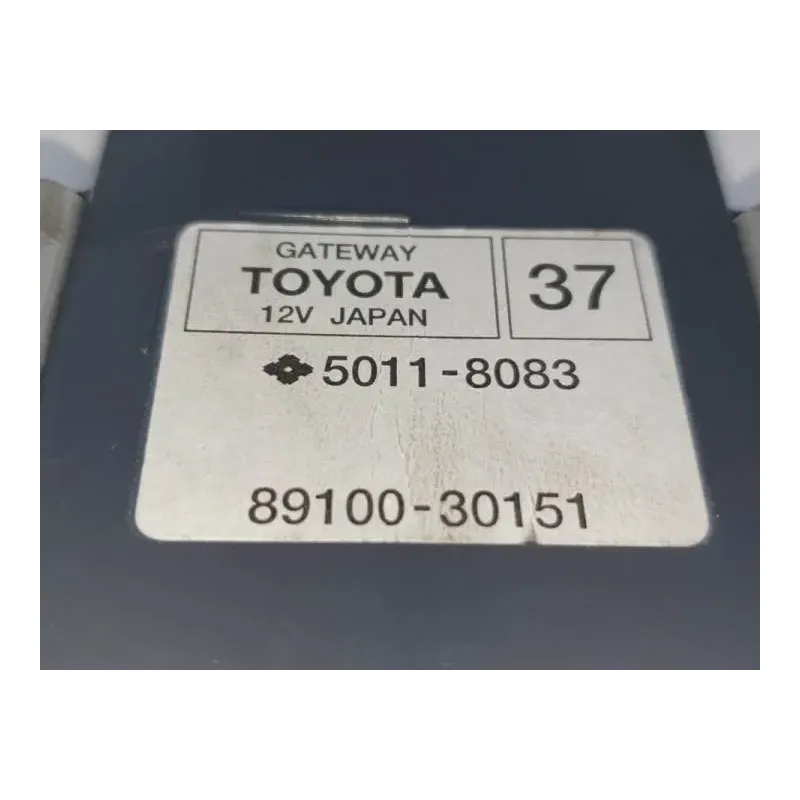 GATEWAY
TOYOTA
12V JAPAN
37
5011-8083
89100-30151